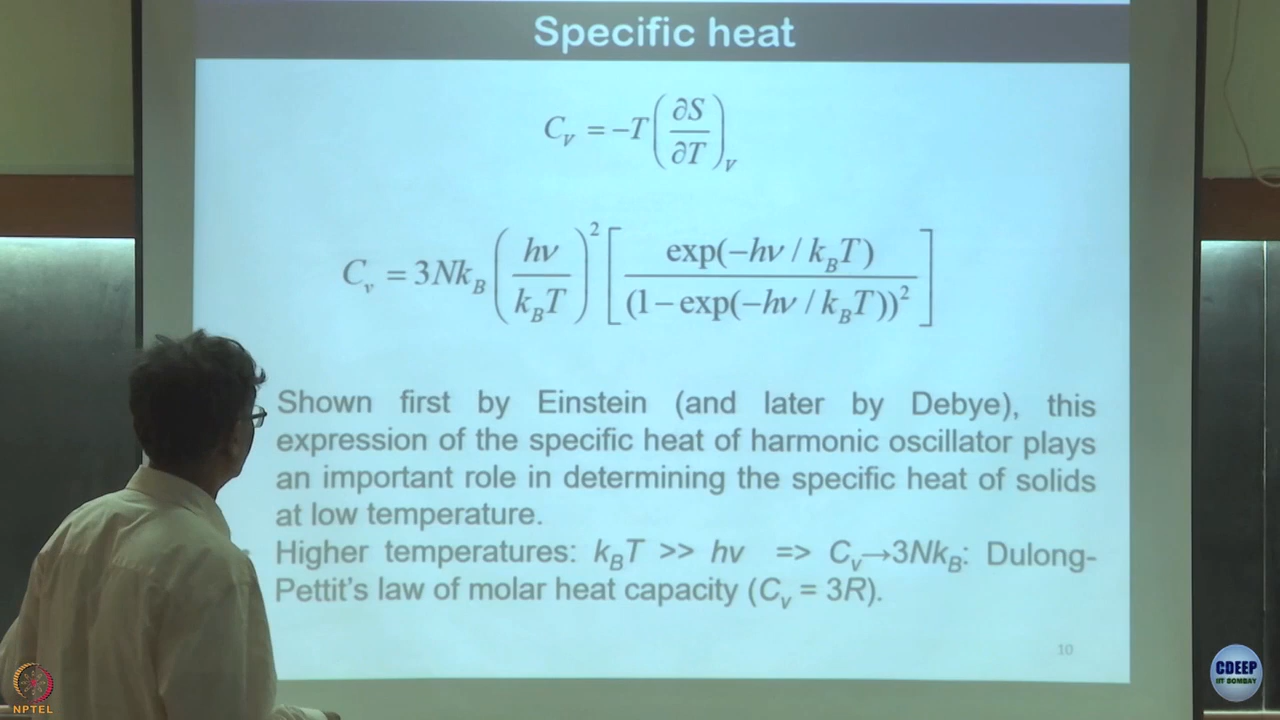 Specific heat
C_V = −T (∂S/∂T)_V
C_v = 3Nk_B (hν/k_BT)^2 [exp(−hν / k_BT)/(1−exp(−hν / k_BT))^2]
Shown first by Einstein (and later by Debye), this
expression of the specific heat of harmonic oscillator plays
an important role in determining the specific heat of solids
at low temperature.
Higher temperatures: k_BT >> hν => C_v→3Nk_B: Dulong-
Pettit's law of molar heat capacity (C_v = 3R).
10
NPTEL
CDEEP
IIT BOMBAY